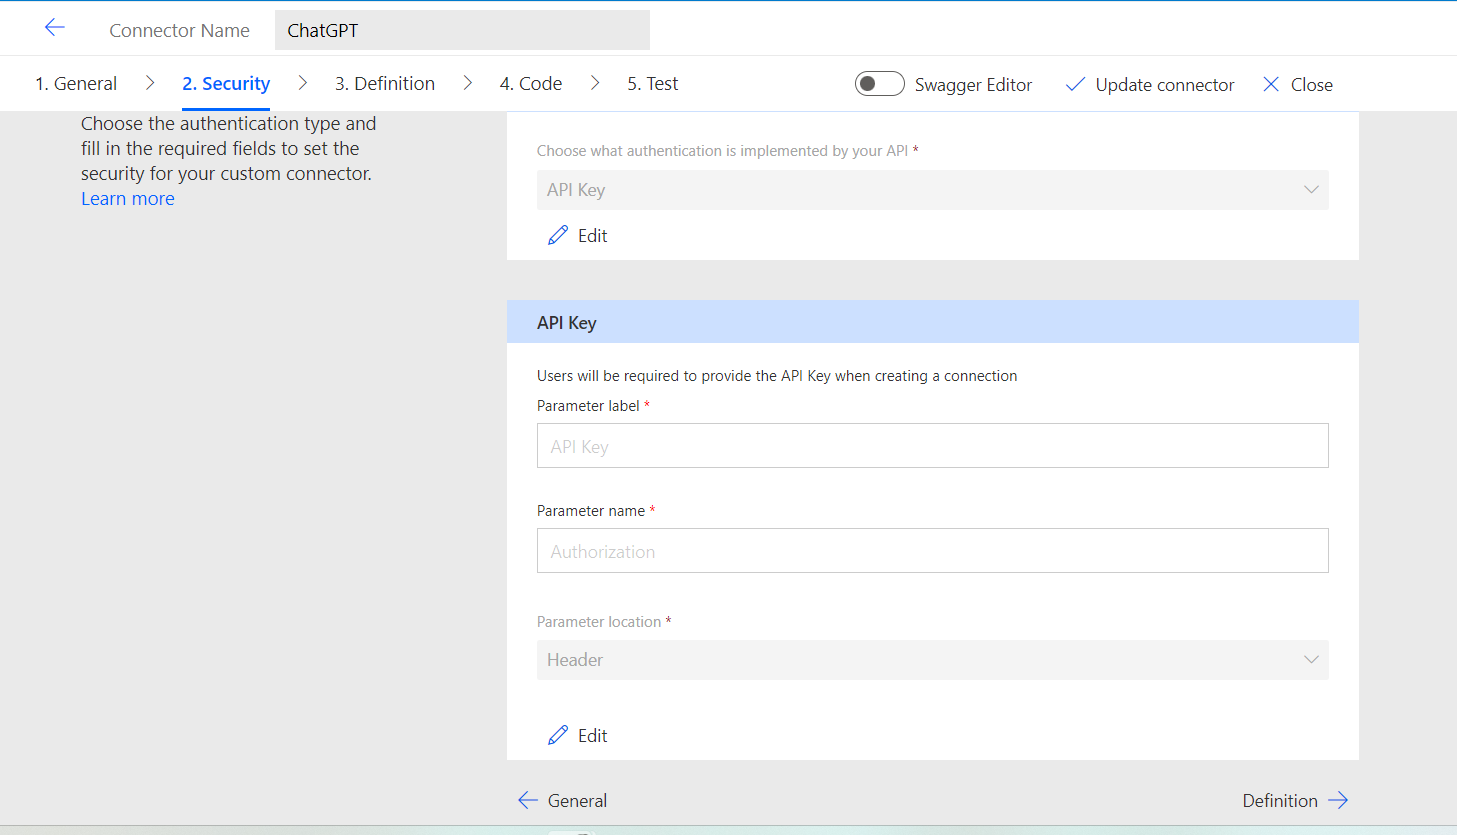 Connector Name ChatGPT
1. General 2. Security 3. Definition 4. Code 5. Test Swagger Editor Update connector Close
Choose the authentication type and
fill in the required fields to set the
security for your custom connector.
Learn more
Choose what authentication is implemented by your API *
API Key
Edit
API Key
Users will be required to provide the API Key when creating a connection
Parameter label *
API Key
Parameter name *
Authorization
Parameter location *
Header
Edit
General Definition